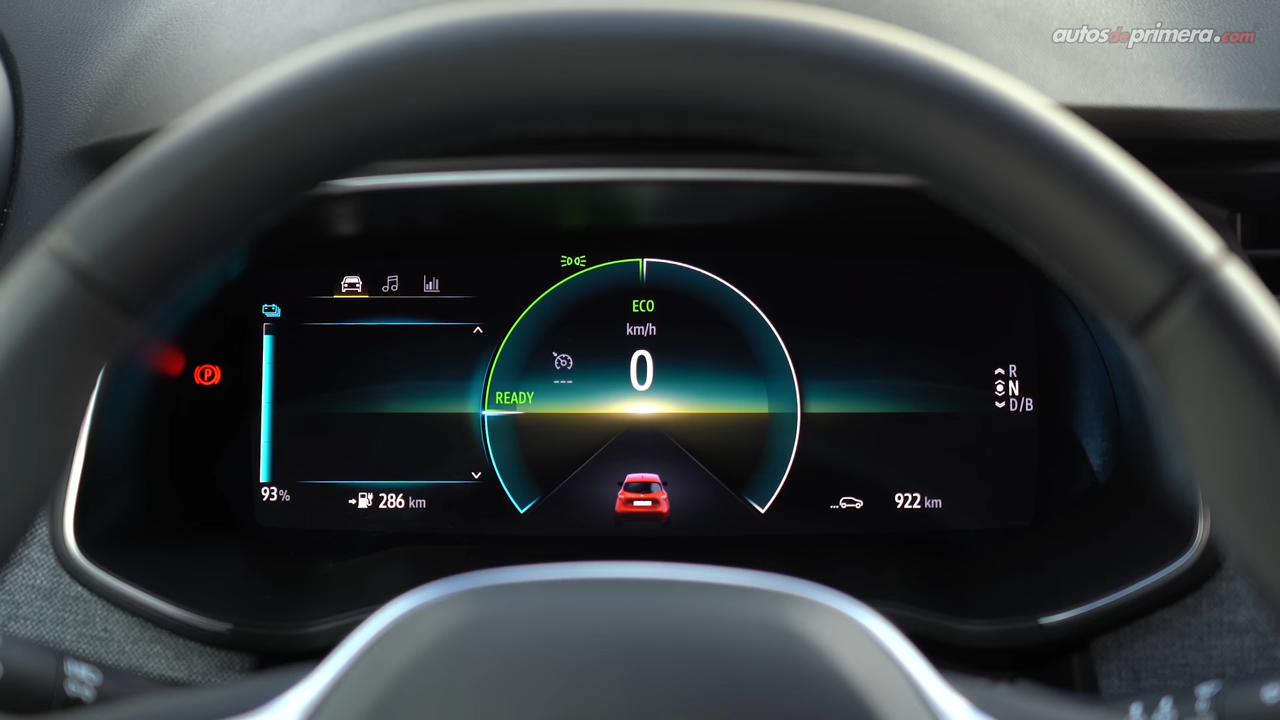 autosdeprimera.com
ECO
km/h
0
READY
---
P
R
N
D/B
93%
286 km
922 km